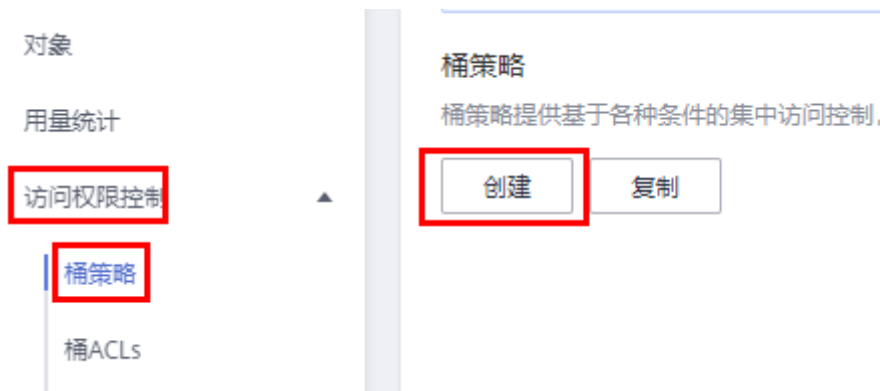 对象
用量统计
访问权限控制
桶策略
桶ACLs
桶策略
桶策略提供基于各种条件的集中访问控制，
创建
复制